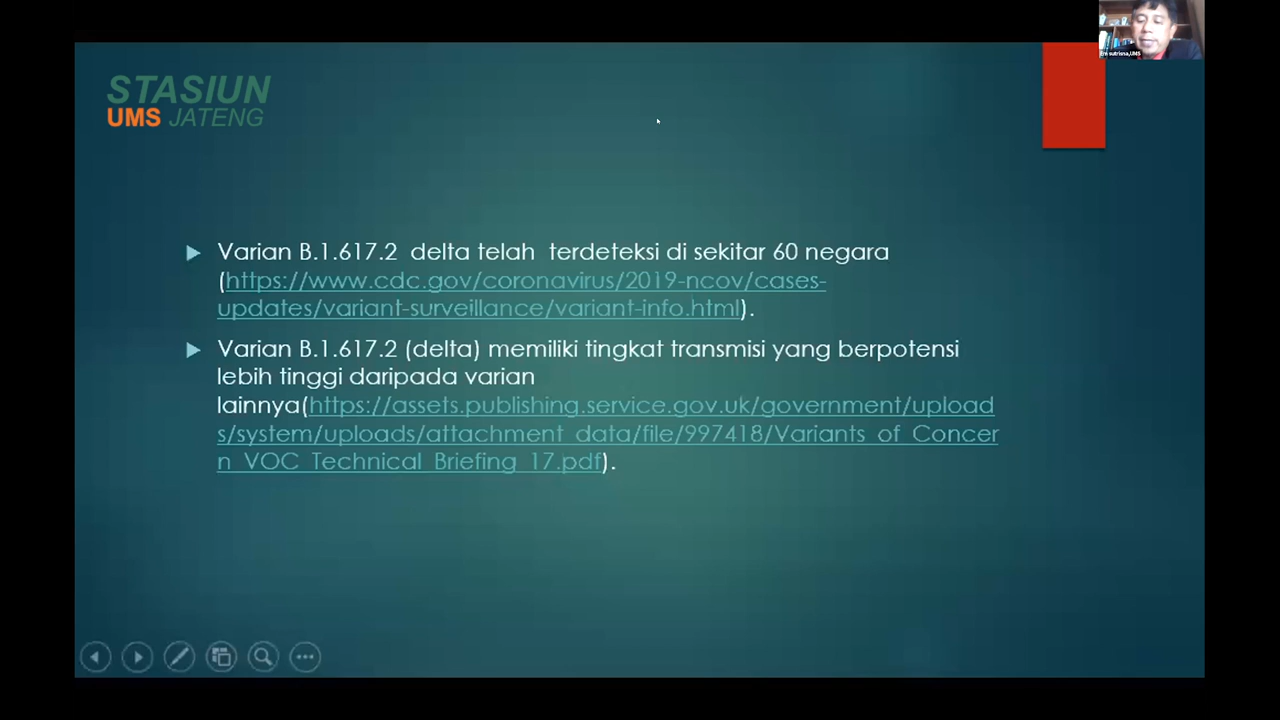 STASIUN
UMS JATENG
Em sutrisna,UMS
Varian B.1.617.2 delta telah terdeteksi di sekitar 60 negara
(https://www.cdc.gov/coronavirus/2019-ncov/cases-
updates/variant-surveillance/variant-info.html).
Varian B.1.617.2 (delta) memiliki tingkat transmisi yang berpotensi
lebih tinggi daripada varian
lainnya(https://assets.publishing.service.gov.uk/government/upload
s/system/uploads/attachment_data/file/997418/Variants_of_Concer
n_VOC_Technical_Briefing_17.pdf).